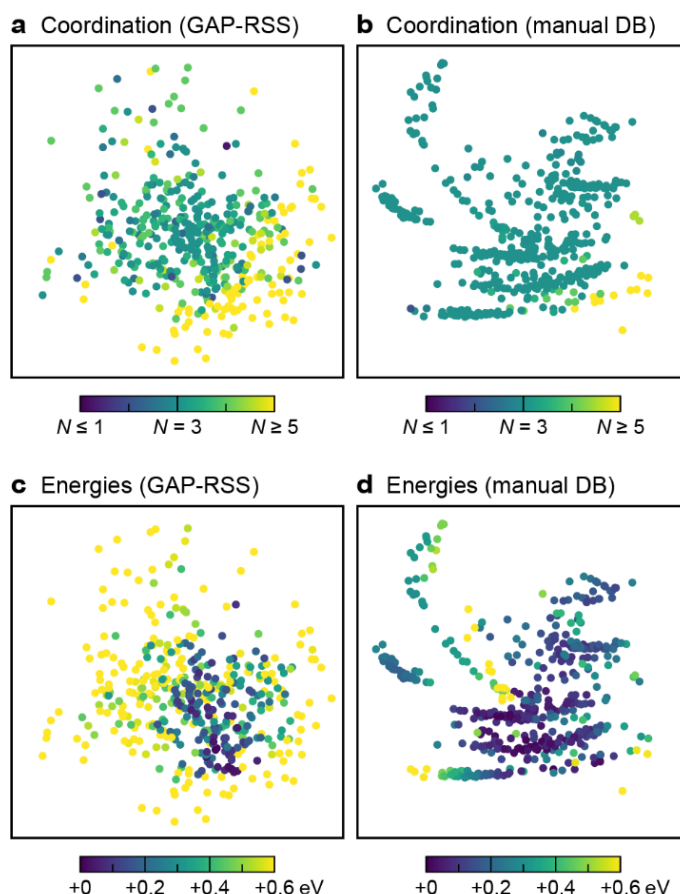 a Coordination (GAP-RSS)
b Coordination (manual DB)
N ≤ 1 N = 3 N ≥ 5
N ≤ 1 N = 3 N ≥ 5
c Energies (GAP-RSS)
d Energies (manual DB)
+0 +0.2 +0.4 +0.6 eV
+0 +0.2 +0.4 +0.6 eV